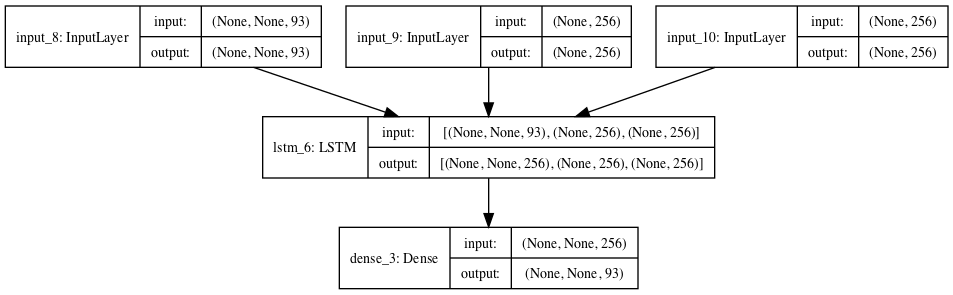 input_8: InputLayer
input: (None, None, 93)
output: (None, None, 93)
input_9: InputLayer
input: (None, 256)
output: (None, 256)
input_10: InputLayer
input: (None, 256)
output: (None, 256)
lstm_6: LSTM
input: [(None, None, 93), (None, 256), (None, 256)]
output: [(None, None, 256), (None, 256), (None, 256)]
dense_3: Dense
input: (None, None, 256)
output: (None, None, 93)